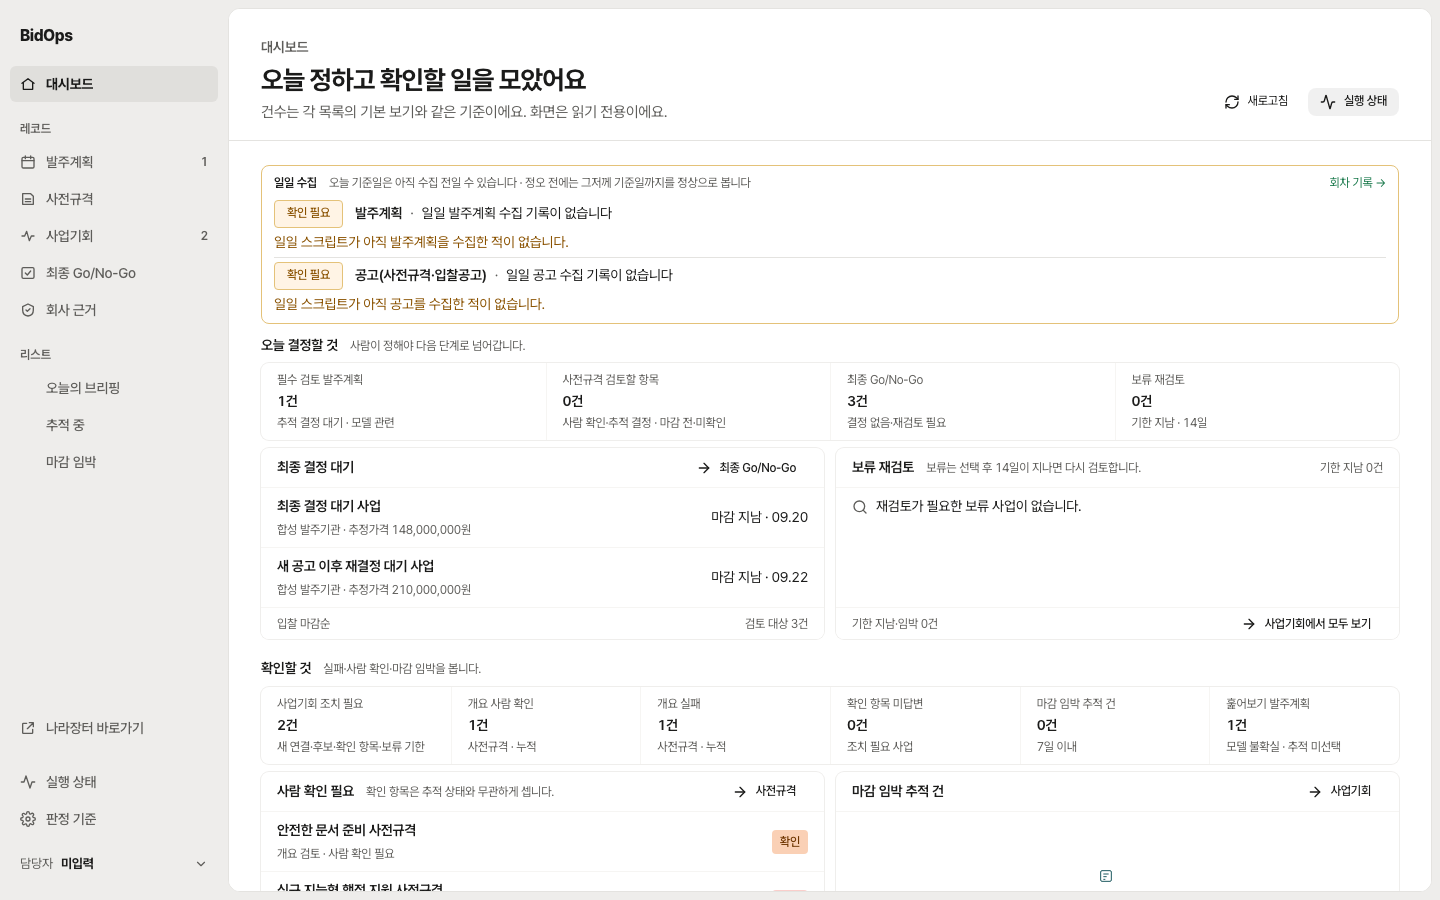 BidOps
대시보드
레코드
발주계획 1
사전규격
사업기회 2
최종 Go/No-Go
회사 근거
리스트
오늘의 브리핑
추적 중
마감 임박
나라장터 바로가기
실행 상태
판정 기준
담당자 미입력
대시보드
오늘 정하고 확인할 일을 모았어요
건수는 각 목록의 기본 보기와 같은 기준이에요. 화면은 읽기 전용이에요.
새로고침 실행 상태
일일 수집 오늘 기준일은 아직 수집 전일 수 있습니다 · 정오 전에는 그저께 기준일까지를 정상으로 봅니다 회차 기록 →
확인 필요 발주계획 · 일일 발주계획 수집 기록이 없습니다
일일 스크립트가 아직 발주계획을 수집한 적이 없습니다.
확인 필요 공고(사전규격·입찰공고) · 일일 공고 수집 기록이 없습니다
일일 스크립트가 아직 공고를 수집한 적이 없습니다.
오늘 결정할 것 사람이 정해야 다음 단계로 넘어갑니다.
필수 검토 발주계획 사전규격 검토할 항목 최종 Go/No-Go 보류 재검토
1건 0건 3건 0건
추적 결정 대기 · 모델 관련 사람 확인·추적 결정 · 마감 전·미확인 결정 없음·재검토 필요 기한 지남 · 14일
최종 결정 대기 → 최종 Go/No-Go
최종 결정 대기 사업
합성 발주기관 · 추정가격 148,000,000원 마감 지남 · 09.20
새 공고 이후 재결정 대기 사업
합성 발주기관 · 추정가격 210,000,000원 마감 지남 · 09.22
입찰 마감순 검토 대상 3건
보류 재검토 보류는 선택 후 14일이 지나면 다시 검토합니다. 기한 지남 0건
재검토가 필요한 보류 사업이 없습니다.
기한 지남·임박 0건 → 사업기회에서 모두 보기
확인할 것 실패·사람 확인·마감 임박을 봅니다.
사업기회 조치 필요 개요 사람 확인 개요 실패 확인 항목 미답변 마감 임박 추적 건 훑어보기 발주계획
2건 1건 1건 0건 0건 1건
새 연결·후보·확인 항목·보류 기한 사전규격 · 누적 사전규격 · 누적 조치 필요 사업 7일 이내 모델 불확실 · 추적 미선택
사람 확인 필요 확인 항목은 추적 상태와 무관하게 셉니다. → 사전규격
안전한 문서 준비 사전규격
개요 검토 · 사람 확인 필요 확인
신규 지능형 행정 지원 사전규격
마감 임박 추적 건 → 사업기회